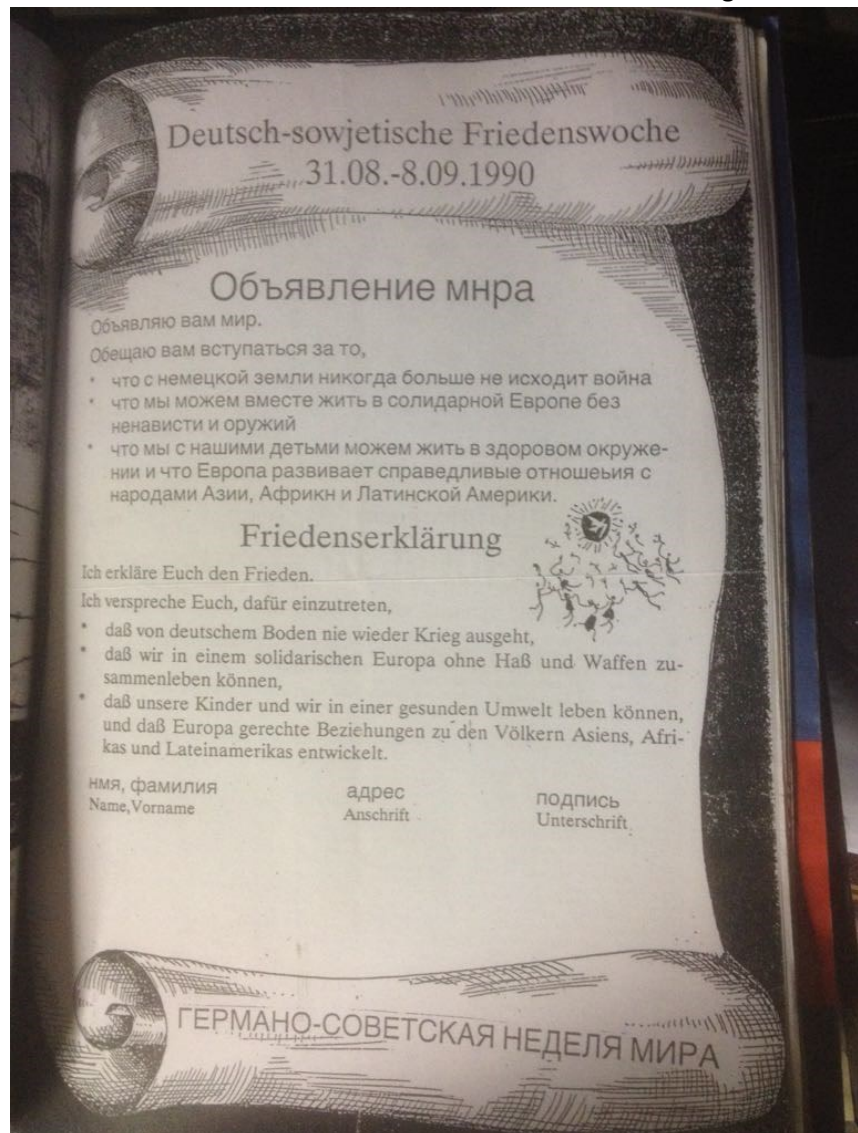 Deutsch-sowjetische Friedenswoche
31.08.-8.09.1990
Объявление мнра
Объявляю вам мир.
Обещаю вам вступаться за то,
* что с немецкой земли никогда больше не исходит война
* что мы можем вместе жить в солидарной Европе без
ненависти и оружий
* что мы с нашими детьми можем жить в здоровом окруже-
нии и что Европа развивает справедливые отношеьия с
народами Азии, Африкн и Латинской Америки.
Friedenserklärung
Ich erkläre Euch den Frieden.
Ich verspreche Euch, dafür einzutreten,
* daß von deutschem Boden nie wieder Krieg ausgeht,
* daß wir in einem solidarischen Europa ohne Haß und Waffen zu-
sammenleben können,
* daß unsere Kinder und wir in einer gesunden Umwelt leben können,
und daß Europa gerechte Beziehungen zu den Völkern Asiens, Afri-
kas und Lateinamerikas entwickelt.
нмя, фамилия адрес подпись
Name,Vorname Anschrift Unterschrift
ГЕРМАНО-СОВЕТСКАЯ НЕДЕЛЯ МИРА